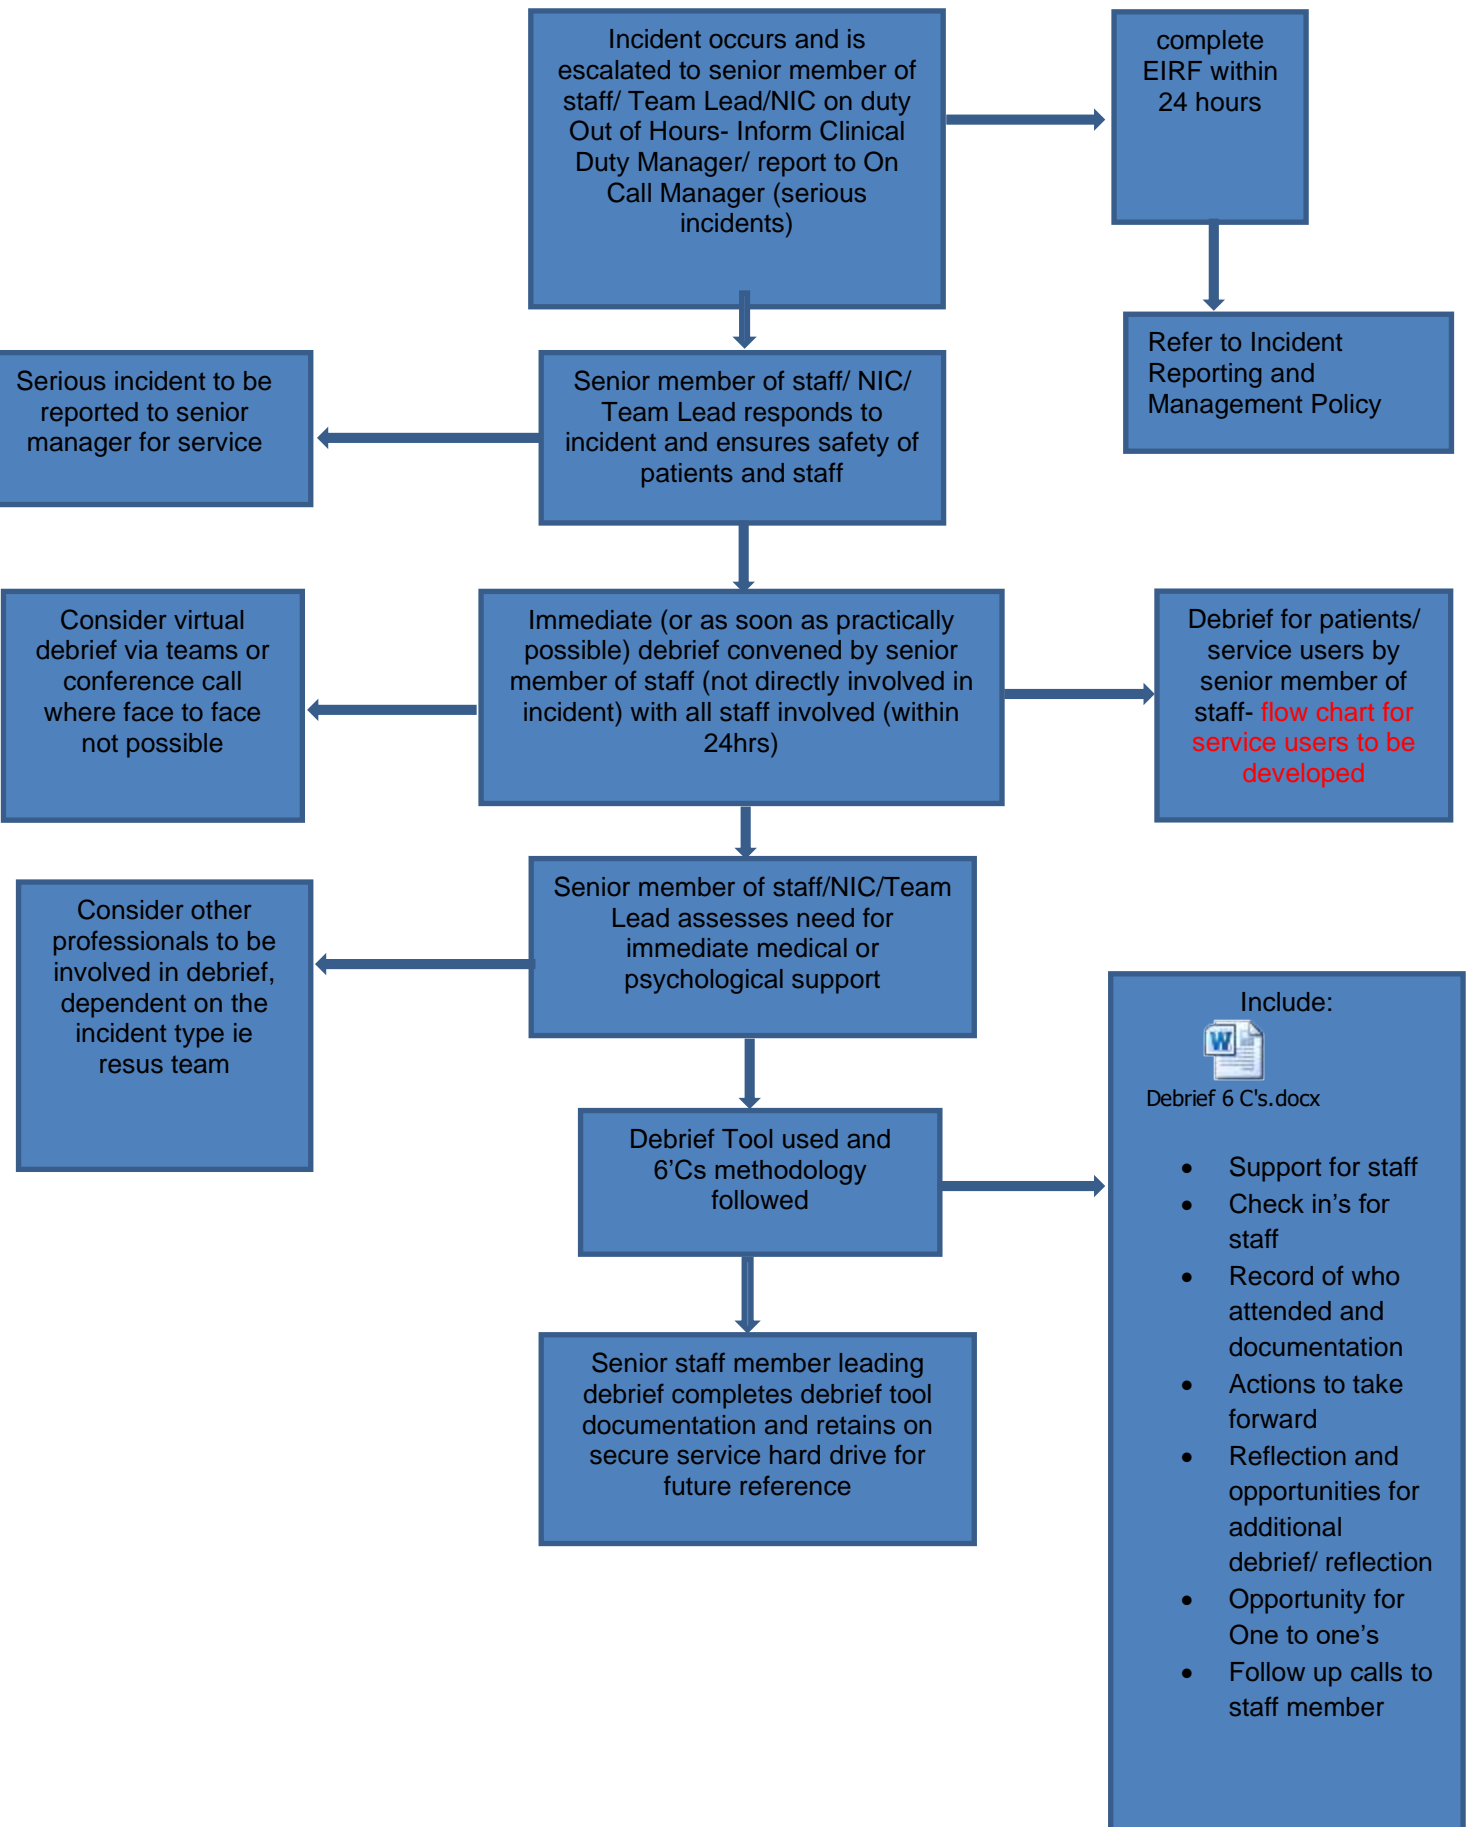 Incident occurs and is
escalated to senior member of
staff/ Team Lead/NIC on duty
Out of Hours- Inform Clinical
Duty Manager/ report to On
Call Manager (serious
incidents)
complete
EIRF within
24 hours
Refer to Incident
Reporting and
Management Policy
Serious incident to be
reported to senior
manager for service
Senior member of staff/ NIC/
Team Lead responds to
incident and ensures safety of
patients and staff
Consider virtual
debrief via teams or
conference call
where face to face
not possible
Immediate (or as soon as practically
possible) debrief convened by senior
member of staff (not directly involved in
incident) with all staff involved (within
24hrs)
Debrief for patients/
service users by
senior member of
staff- flow chart for
service users to be
developed
Consider other
professionals to be
involved in debrief,
dependent on the
incident type ie
resus team
Senior member of staff/NIC/Team
Lead assesses need for
immediate medical or
psychological support
Debrief Tool used and
6’Cs methodology
followed
Senior staff member leading
debrief completes debrief tool
documentation and retains on
secure service hard drive for
future reference
Include:
W
Debrief 6 C's.docx
• Support for staff
• Check in’s for
staff
• Record of who
attended and
documentation
• Actions to take
forward
• Reflection and
opportunities for
additional
debrief/ reflection
• Opportunity for
One to one’s
• Follow up calls to
staff member